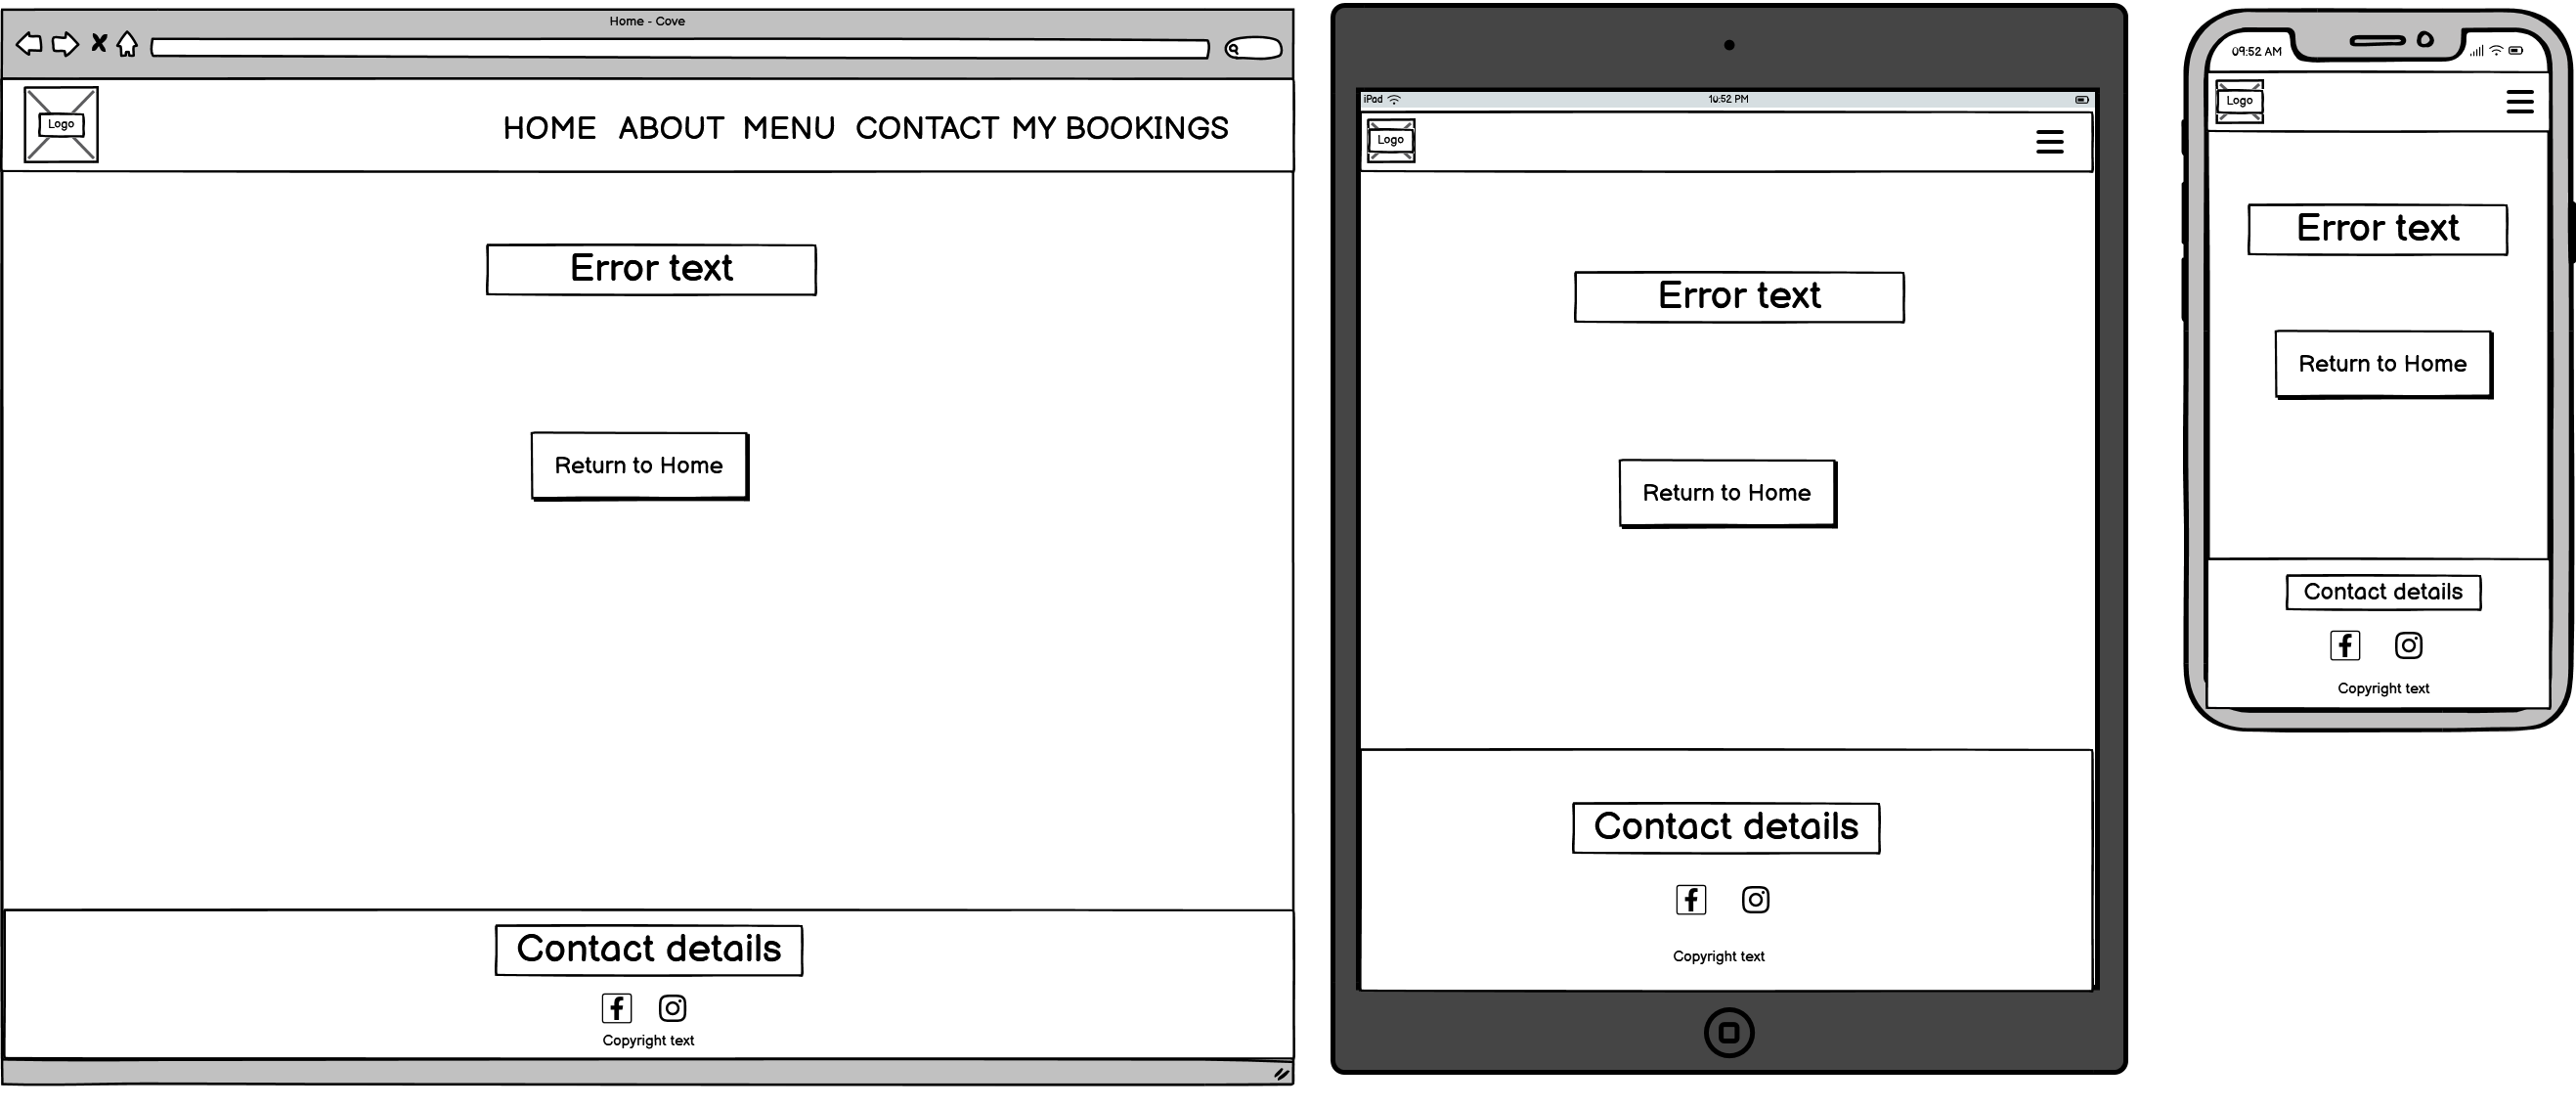 Home - Cove
Logo
HOME ABOUT MENU CONTACT MY BOOKINGS
Error text
Return to Home
Contact details
Copyright text
iPad
10:52 PM
Logo
Error text
Return to Home
Contact details
Copyright text
09:52 AM
Logo
Error text
Return to Home
Contact details
Copyright text